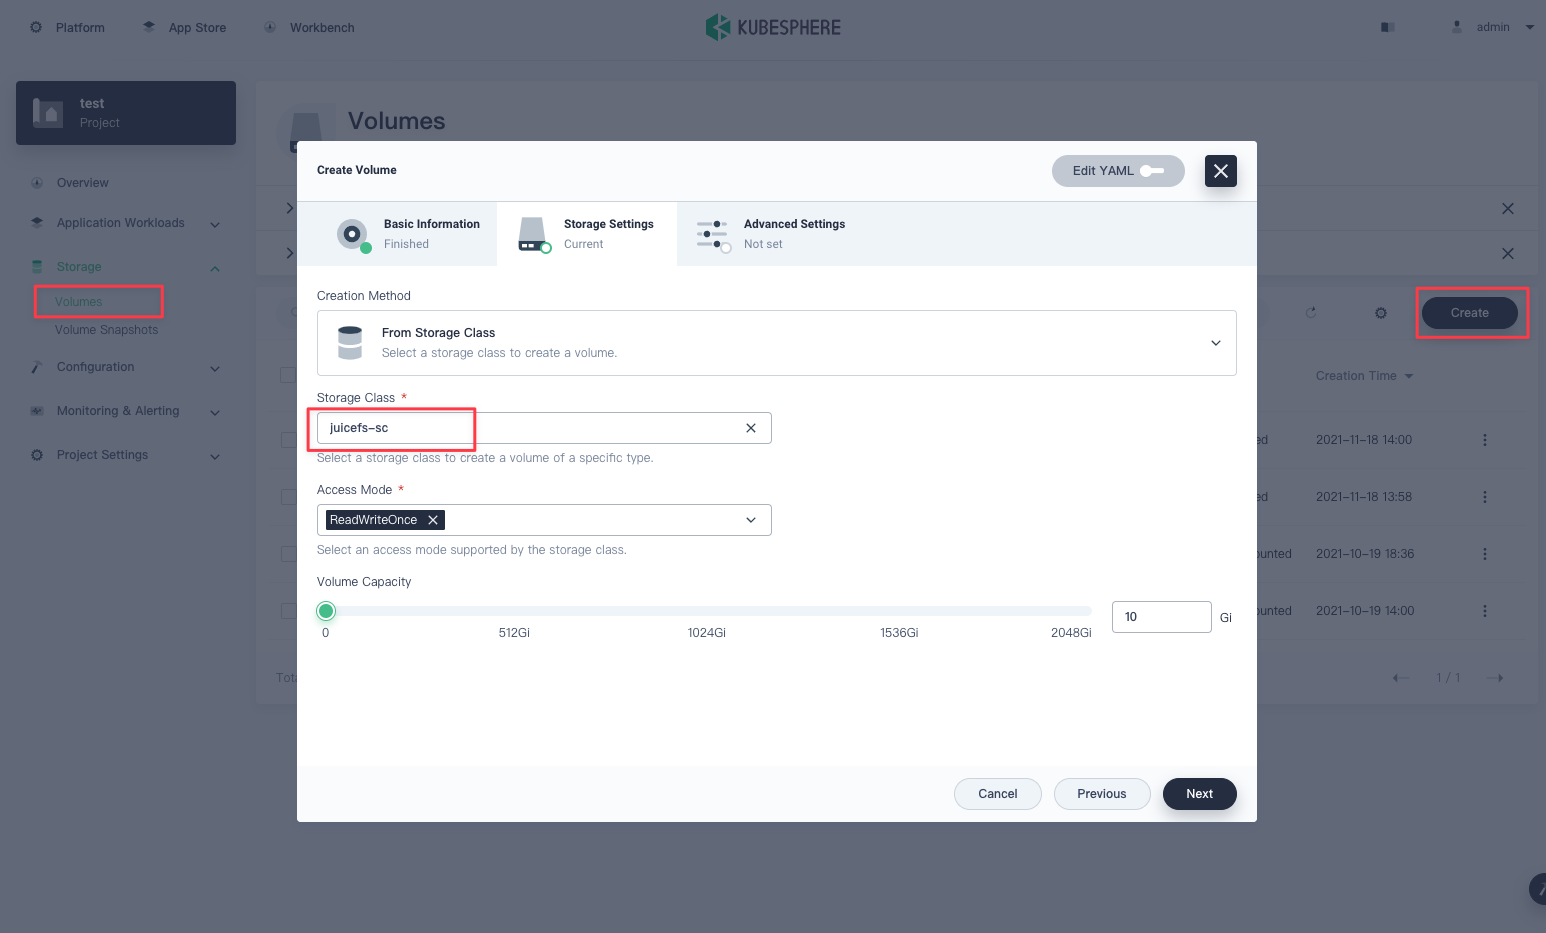 Platform
App Store
Workbench
KUBESPHERE
admin
test
Project
Volumes
Overview
Application Workloads
Storage
Volumes
Volume Snapshots
Configuration
Monitoring & Alerting
Project Settings
Create Volume
Edit YAML
Basic Information
Finished
Storage Settings
Current
Advanced Settings
Not set
Creation Method
From Storage Class
Select a storage class to create a volume.
Storage Class *
juicefs-sc
Select a storage class to create a volume of a specific type.
Access Mode *
ReadWriteOnce
Select an access mode supported by the storage class.
Volume Capacity
0
512Gi
1024Gi
1536Gi
2048Gi
10
Gi
Cancel
Previous
Next
Create
Creation Time
2021-11-18 14:00
2021-11-18 13:58
2021-10-19 18:36
2021-10-19 14:00
1 / 1